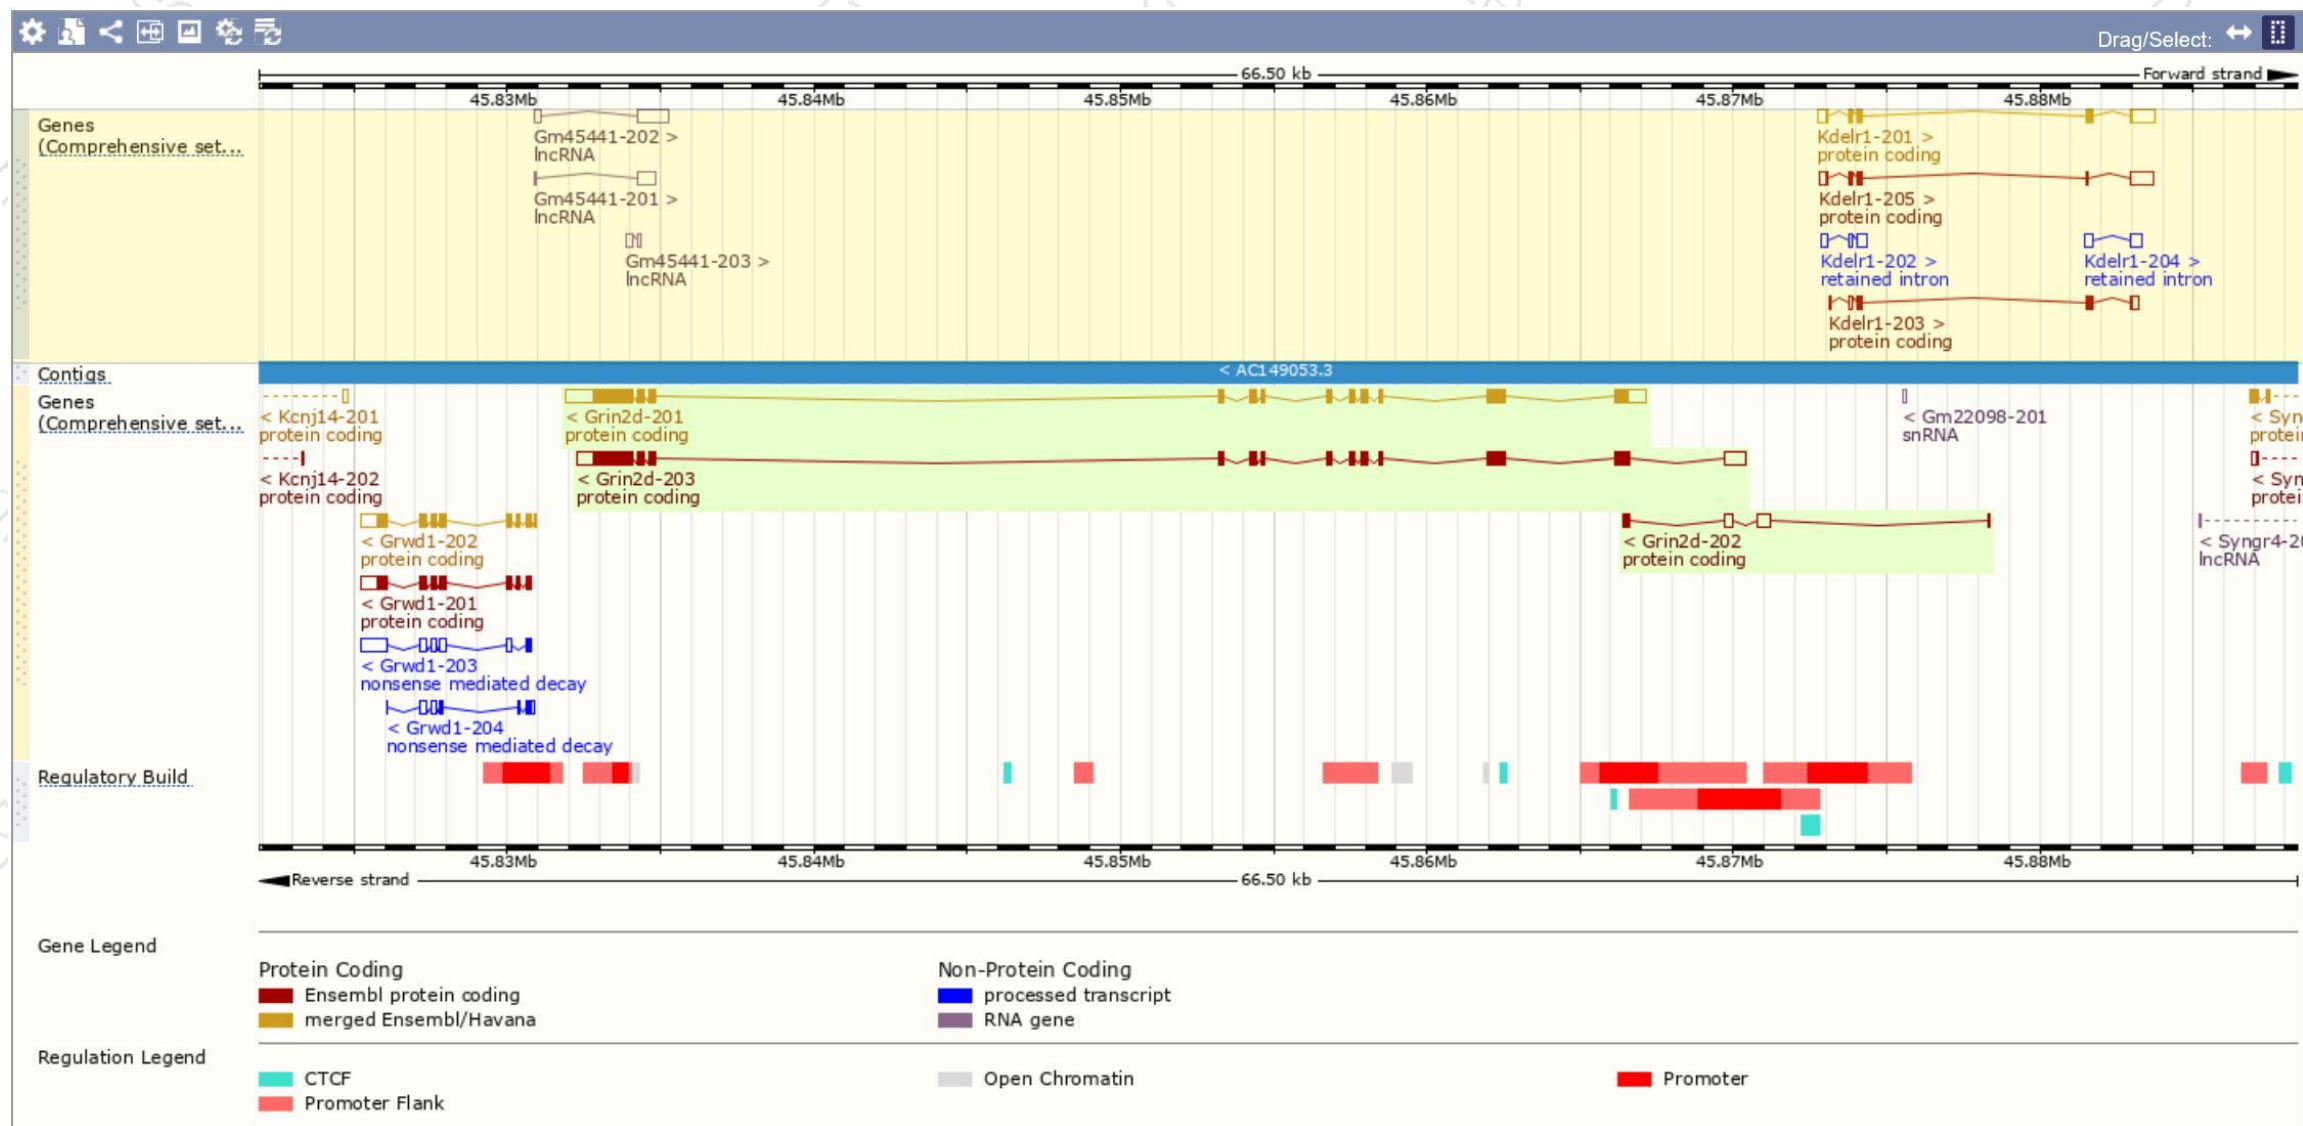 Drag/Select:
66.50 kb
Forward strand
45.83Mb 45.84Mb 45.85Mb 45.86Mb 45.87Mb 45.88Mb
Genes
(Comprehensive set...
Gm45441-202 >
lncRNA
Gm45441-201 >
lncRNA
Gm45441-203 >
lncRNA
Kdelr1-201 >
protein coding
Kdelr1-205 >
protein coding
Kdelr1-202 >
retained intron
Kdelr1-204 >
retained intron
Kdelr1-203 >
protein coding
Contigs
< AC149053.3
Genes
(Comprehensive set...
< Kcnj14-201
protein coding
< Grin2d-201
protein coding
< Gm22098-201
snRNA
< Syn
protei
< Kcnj14-202
protein coding
< Grin2d-203
protein coding
< Syn
protei
< Grwd1-202
protein coding
< Grin2d-202
protein coding
< Syngr4-20
lncRNA
< Grwd1-201
protein coding
< Grwd1-203
nonsense mediated decay
< Grwd1-204
nonsense mediated decay
Regulatory Build
45.83Mb 45.84Mb 45.85Mb 45.86Mb 45.87Mb 45.88Mb
Reverse strand
66.50 kb
Gene Legend
Protein Coding
Ensembl protein coding
merged Ensembl/Havana
Non-Protein Coding
processed transcript
RNA gene
Regulation Legend
CTCF
Promoter Flank
Open Chromatin
Promoter